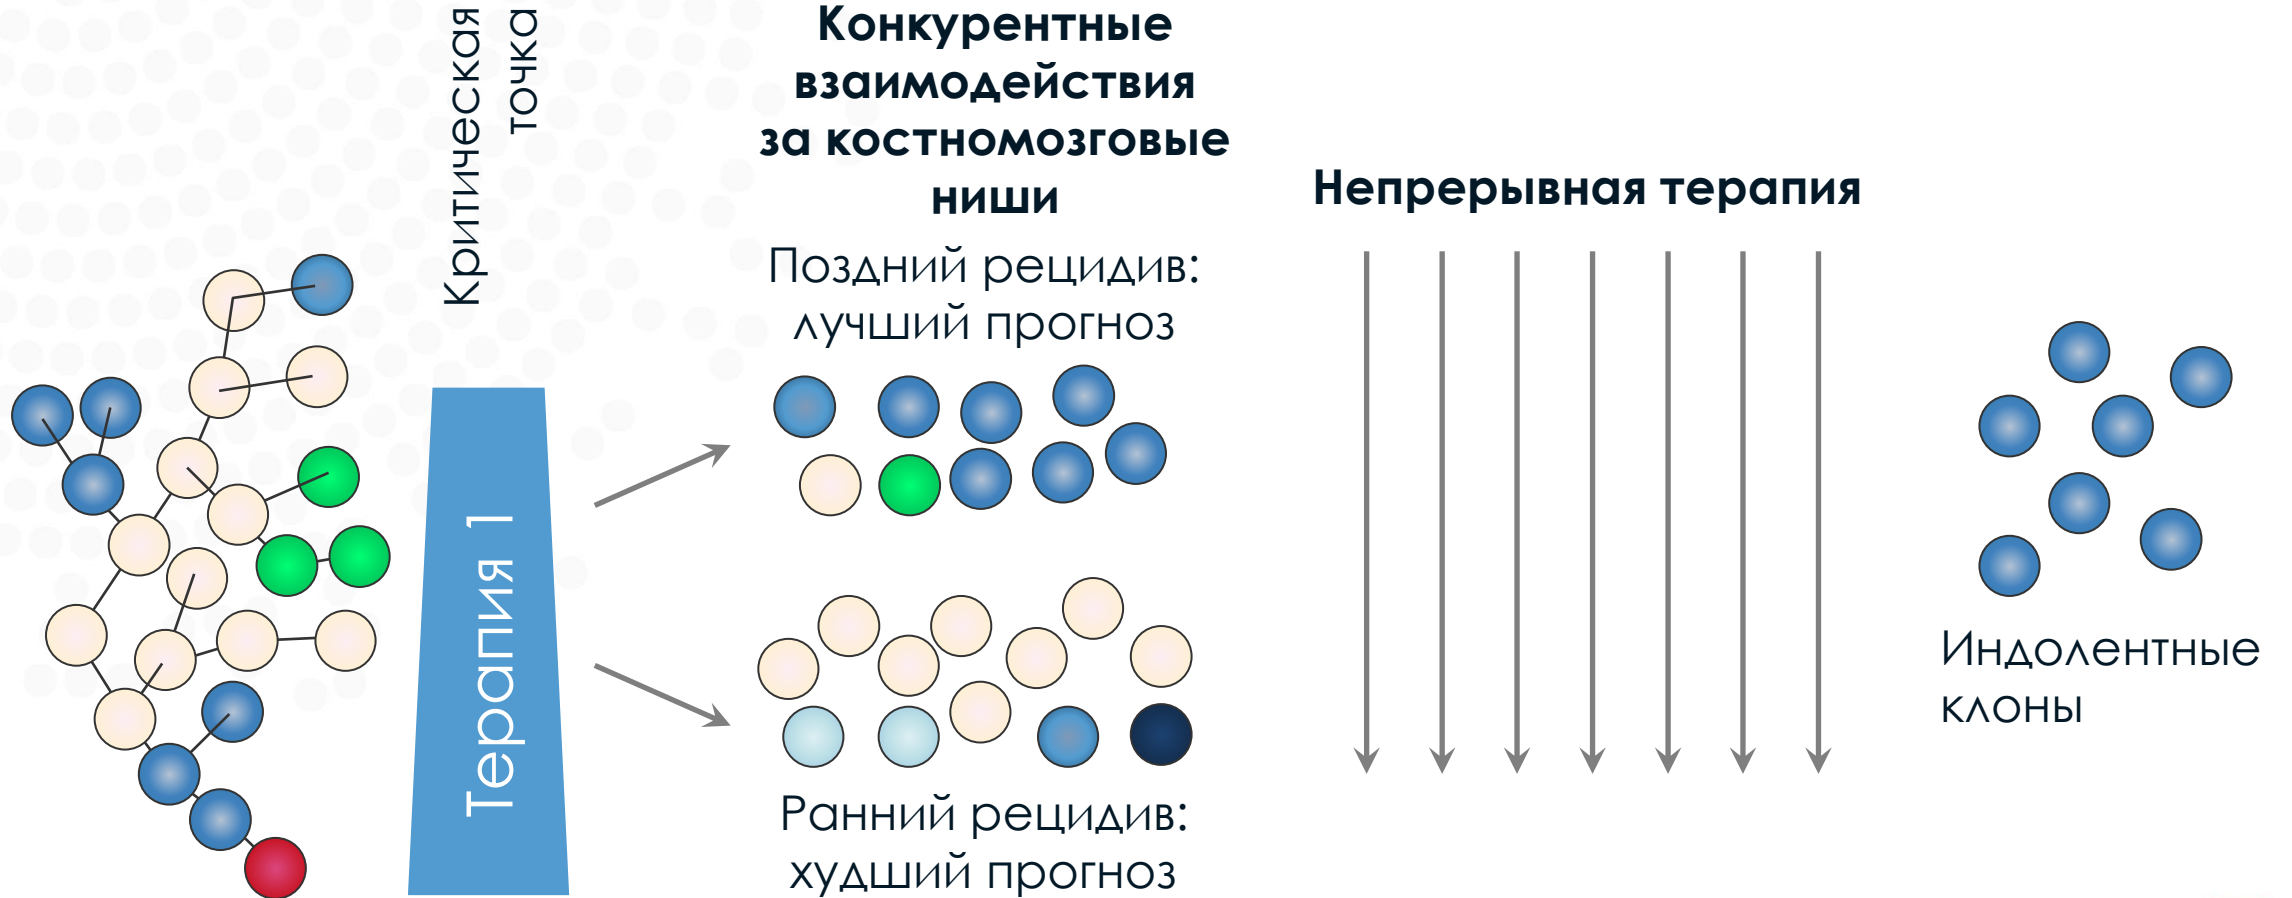 Критическая
точка
Терапия 1
Конкурентные
взаимодействия
за костномозговые
ниши
Поздний рецидив:
лучший прогноз
Ранний рецидив:
худший прогноз
Непрерывная терапия
Индолентные
клоны